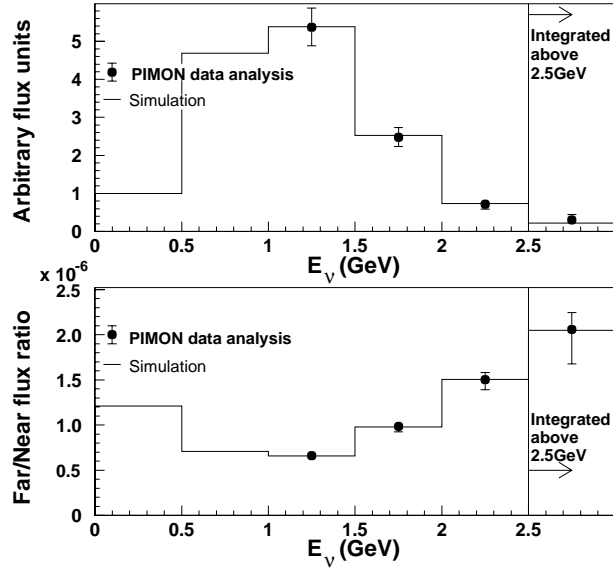 Arbitrary flux units
5
4
3
2
1
0
PIMON data analysis
Simulation
Integrated
above
2.5GeV
0 0.5 1 1.5 2 2.5
E_ν (GeV)
x 10^-6
Far/Near flux ratio
2.5
2.0
1.5
1.0
0.5
0.0
PIMON data analysis
Simulation
Integrated
above
2.5GeV
0 0.5 1 1.5 2 2.5
E_ν (GeV)